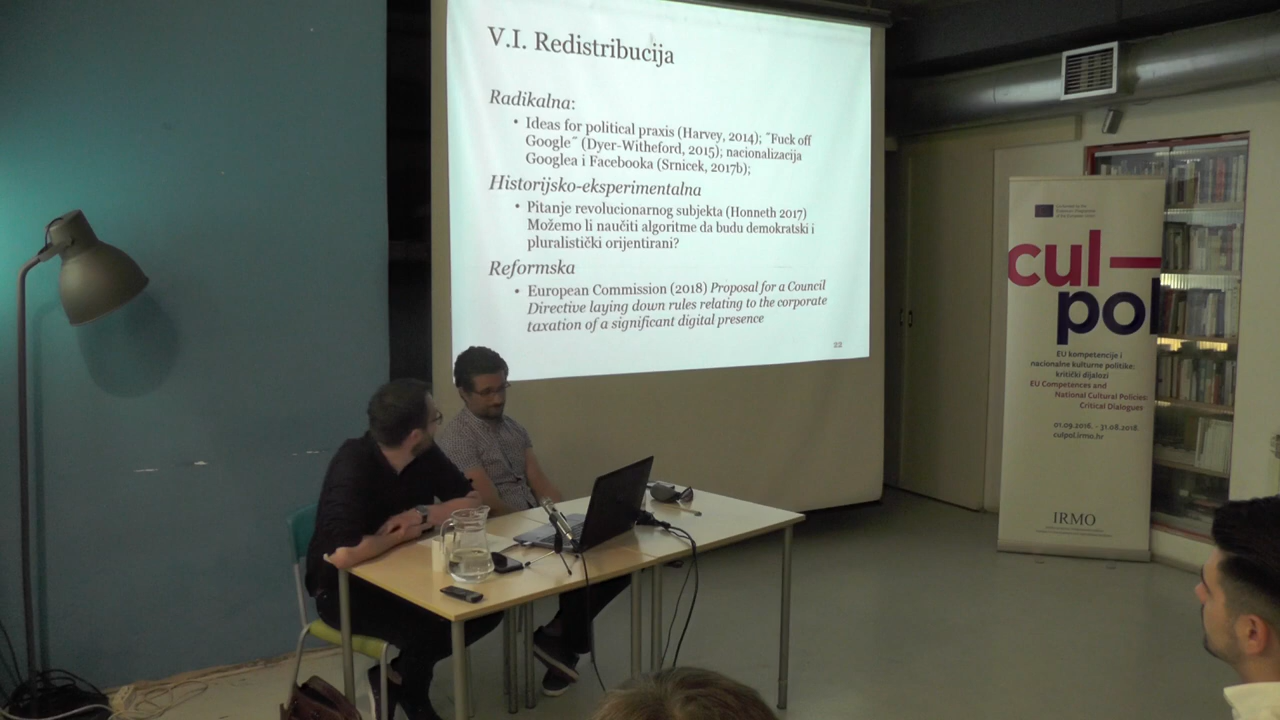 V.I. Redistribucija
Radikalna:
• Ideas for political praxis (Harvey, 2014); ˝Fuck off
Google˝ (Dyer-Witheford, 2015); nacionalizacija
Googlea i Facebooka (Srnicek, 2017b);
Historijsko-eksperimentalna
• Pitanje revolucionarnog subjekta (Honneth 2017)
Možemo li naučiti algoritme da budu demokratski i
pluralistički orijentirani?
Reformska
• European Commission (2018) Proposal for a Council
Directive laying down rules relating to the corporate
taxation of a significant digital presence
22
cul—
pol
EU kompetencije i
nacionalne kulturne politike:
kritički dijalozi
EU Competences and
National Cultural Policies:
Critical Dialogues
01.09.2016. - 31.08.2018.
culpol.irmo.hr
IRMO